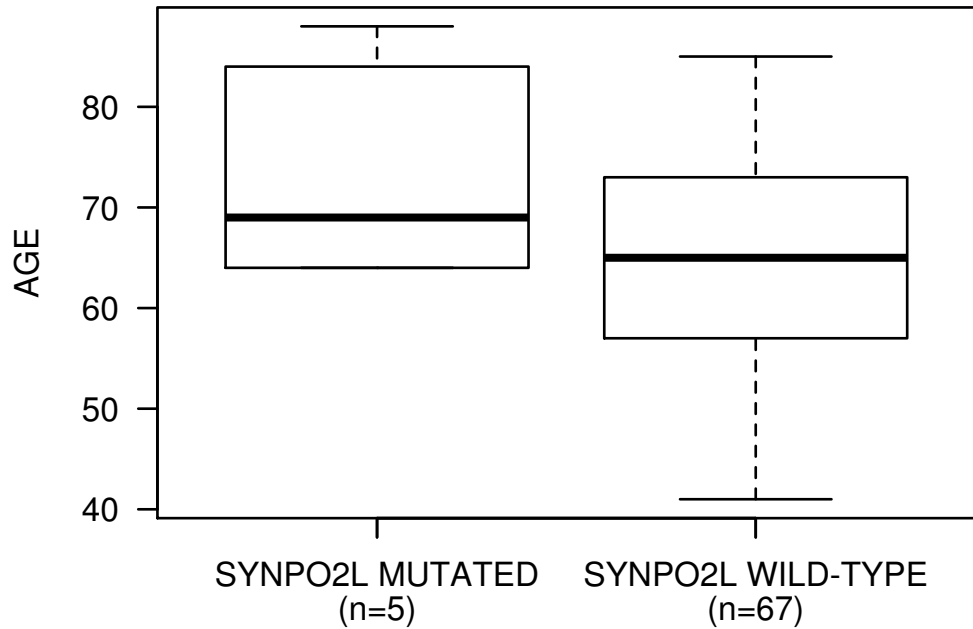 AGE
80
70
60
50
40
SYNPO2L MUTATED SYNPO2L WILD-TYPE
(n=5) (n=67)